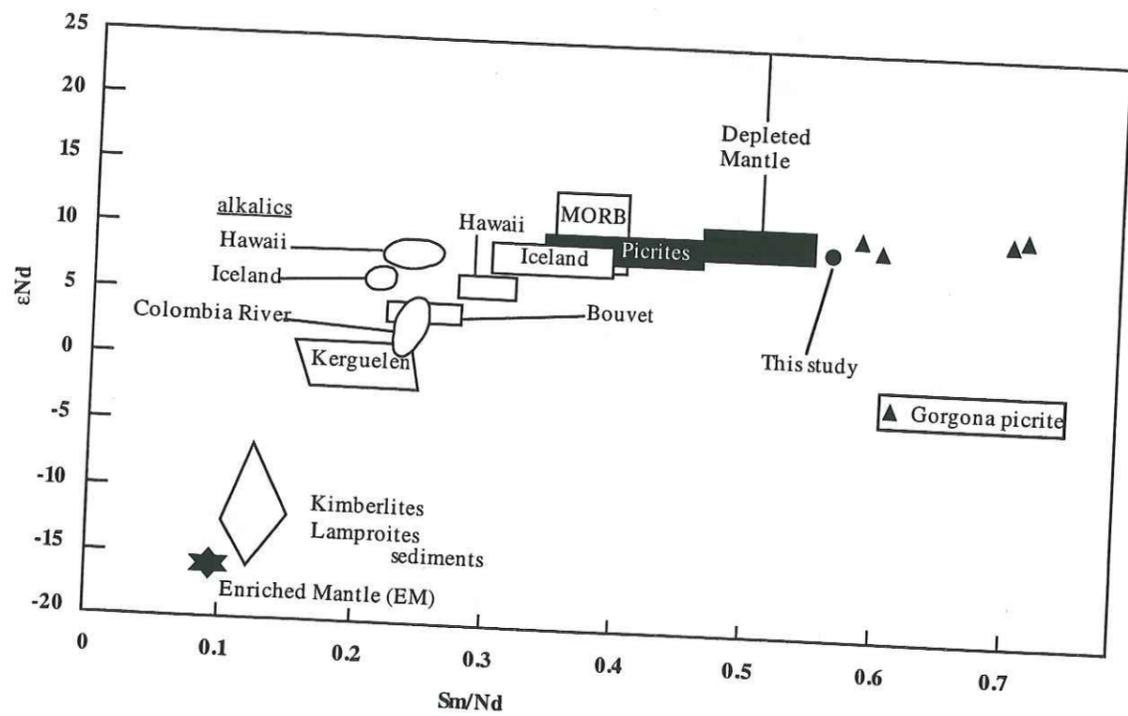 25
20
15
10
5
0
-5
-10
-15
-20
εNd
Depleted
Mantle
alkalics
Hawaii
Hawaii
MORB
Picrites
Iceland
Iceland
Colombia River
Bouvet
Kerguelen
This study
Gorgona picrite
Kimberlites
Lamproites
sediments
Enriched Mantle (EM)
0
0.1
0.2
0.3
0.4
0.5
0.6
0.7
Sm/Nd